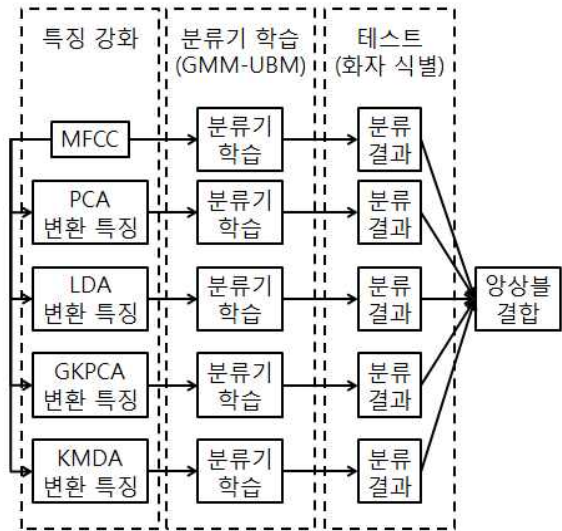 특징 강화
분류기 학습
(GMM-UBM)
테스트
(화자 식별)
MFCC
분류기
학습
분류
결과
PCA
변환 특징
분류기
학습
분류
결과
LDA
변환 특징
분류기
학습
분류
결과
앙상블
결합
GKPCA
변환 특징
분류기
학습
분류
결과
KMDA
변환 특징
분류기
학습
분류
결과